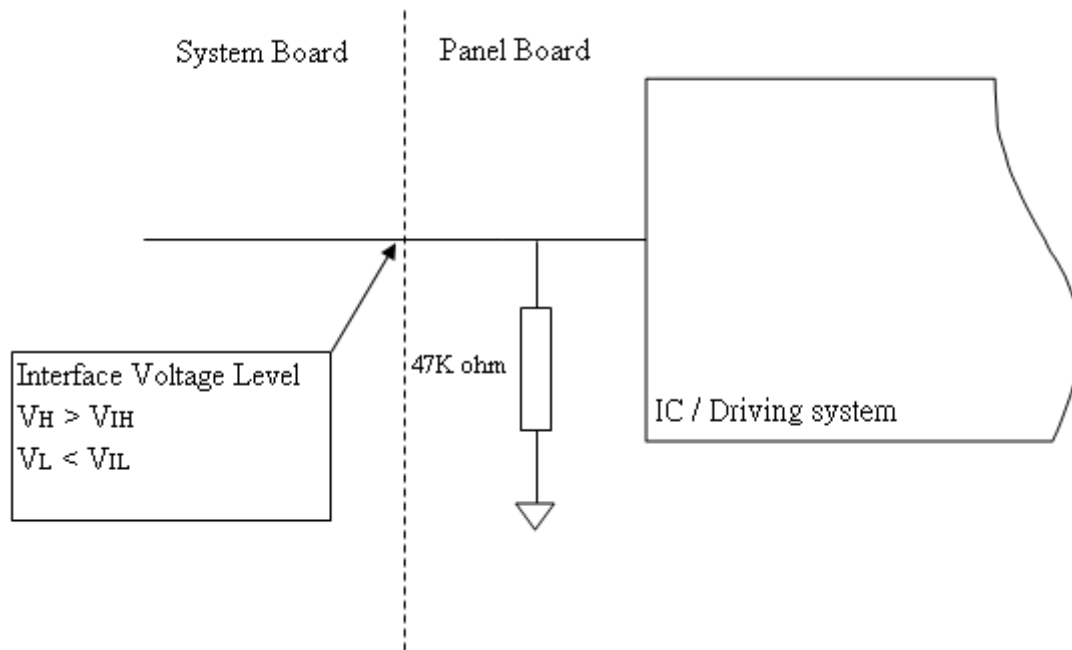 System Board
Panel Board
Interface Voltage Level
VH > VIH
VL < VIL
47K ohm
IC / Driving system